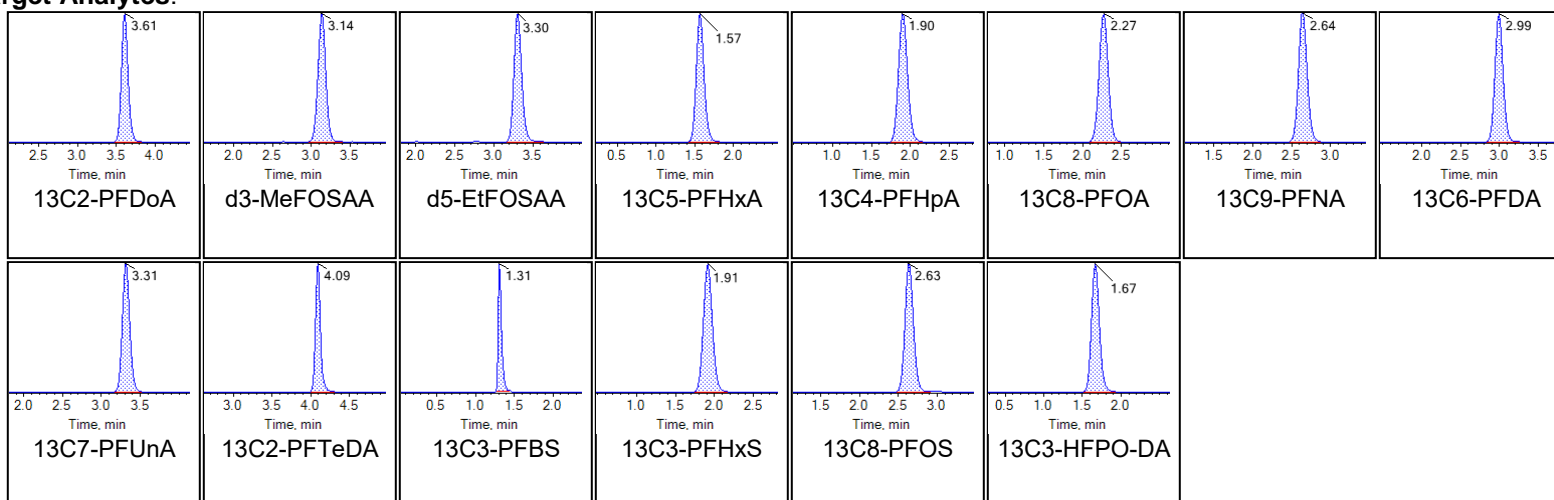 arget Analytes:
3.61 3.14 3.30 1.57 1.90 2.27 2.64 2.99
2.5 3.0 3.5 4.0 2.0 2.5 3.0 3.5 2.0 2.5 3.0 3.5 0.5 1.0 1.5 2.0 1.0 1.5 2.0 2.5 1.0 1.5 2.0 2.5 1.5 2.0 2.5 3.0 2.0 2.5 3.0 3.5
Time, min Time, min Time, min Time, min Time, min Time, min Time, min Time, min
13C2-PFDoA d3-MeFOSAA d5-EtFOSAA 13C5-PFHxA 13C4-PFHpA 13C8-PFOA 13C9-PFNA 13C6-PFDA
3.31 4.09 1.31 1.91 2.63 1.67
2.0 2.5 3.0 3.5 3.0 3.5 4.0 4.5 0.5 1.0 1.5 2.0 1.0 1.5 2.0 2.5 1.5 2.0 2.5 3.0 0.5 1.0 1.5 2.0
Time, min Time, min Time, min Time, min Time, min Time, min
13C7-PFUnA 13C2-PFTeDA 13C3-PFBS 13C3-PFHxS 13C8-PFOS 13C3-HFPO-DA